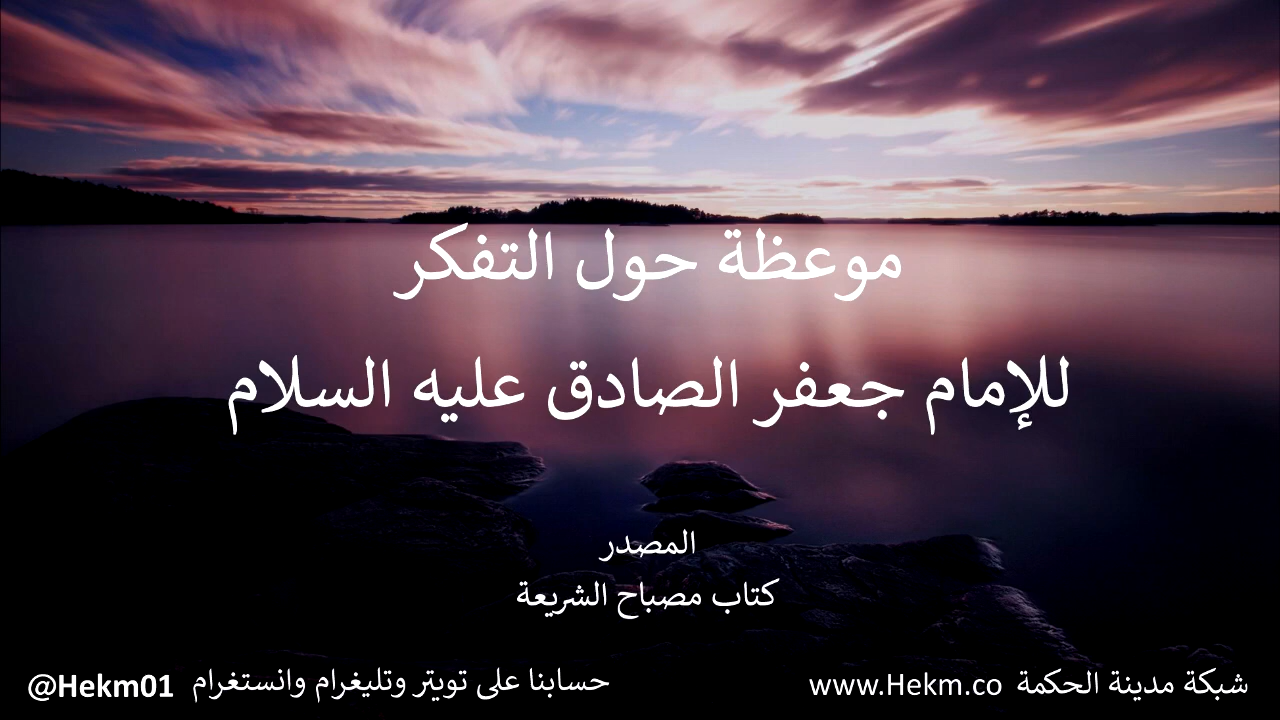 موعظة حول التفكر
للإمام جعفر الصادق عليه السلام
المصدر
كتاب مصباح الشريعة
شبكة مدينة الحكمة www.Hekm.co
حسابنا على تويتر وتليغرام وانستغرام @Hekm01